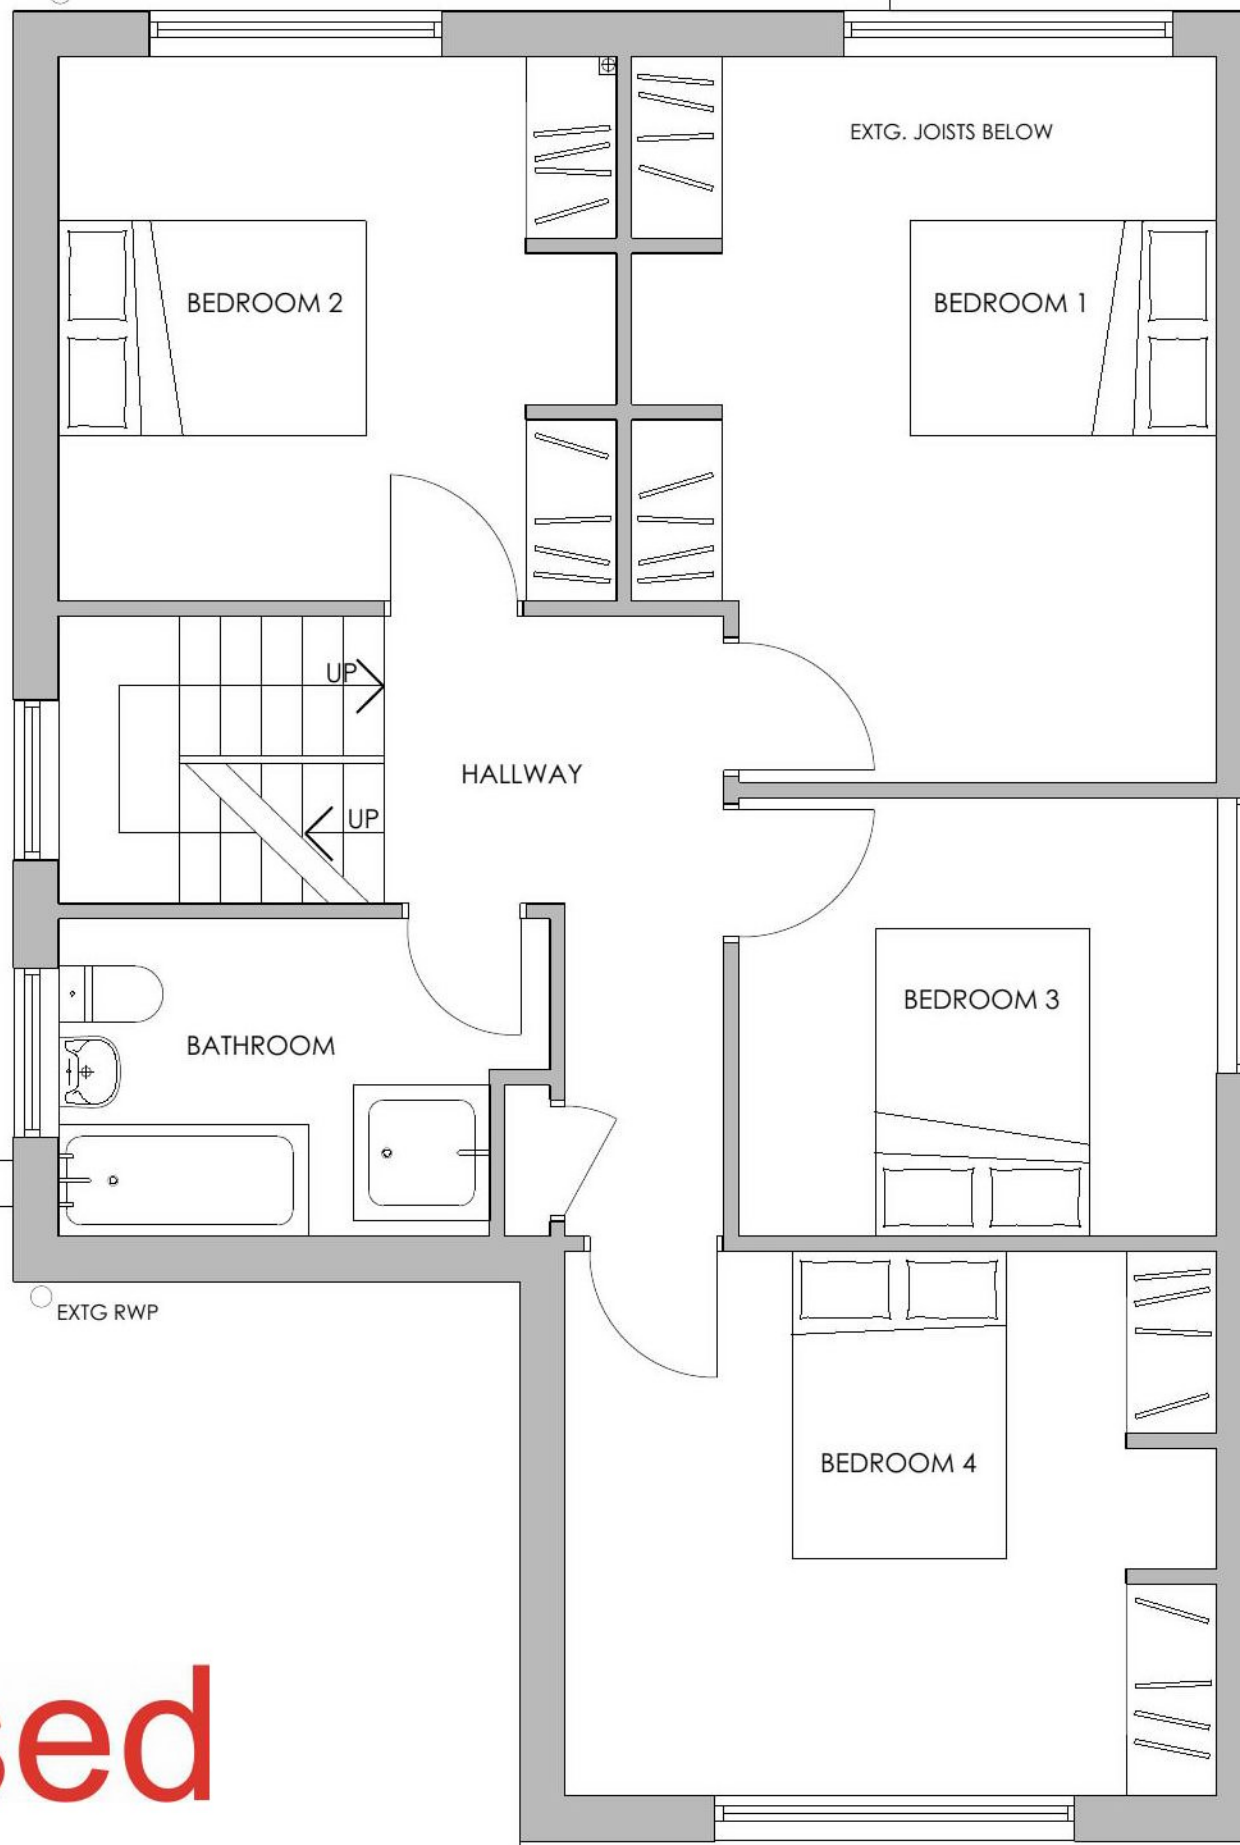 EXTG. JOISTS BELOW
BEDROOM 2
BEDROOM 1
UP
HALLWAY
UP
BEDROOM 3
BATHROOM
EXTG RWP
BEDROOM 4
sed